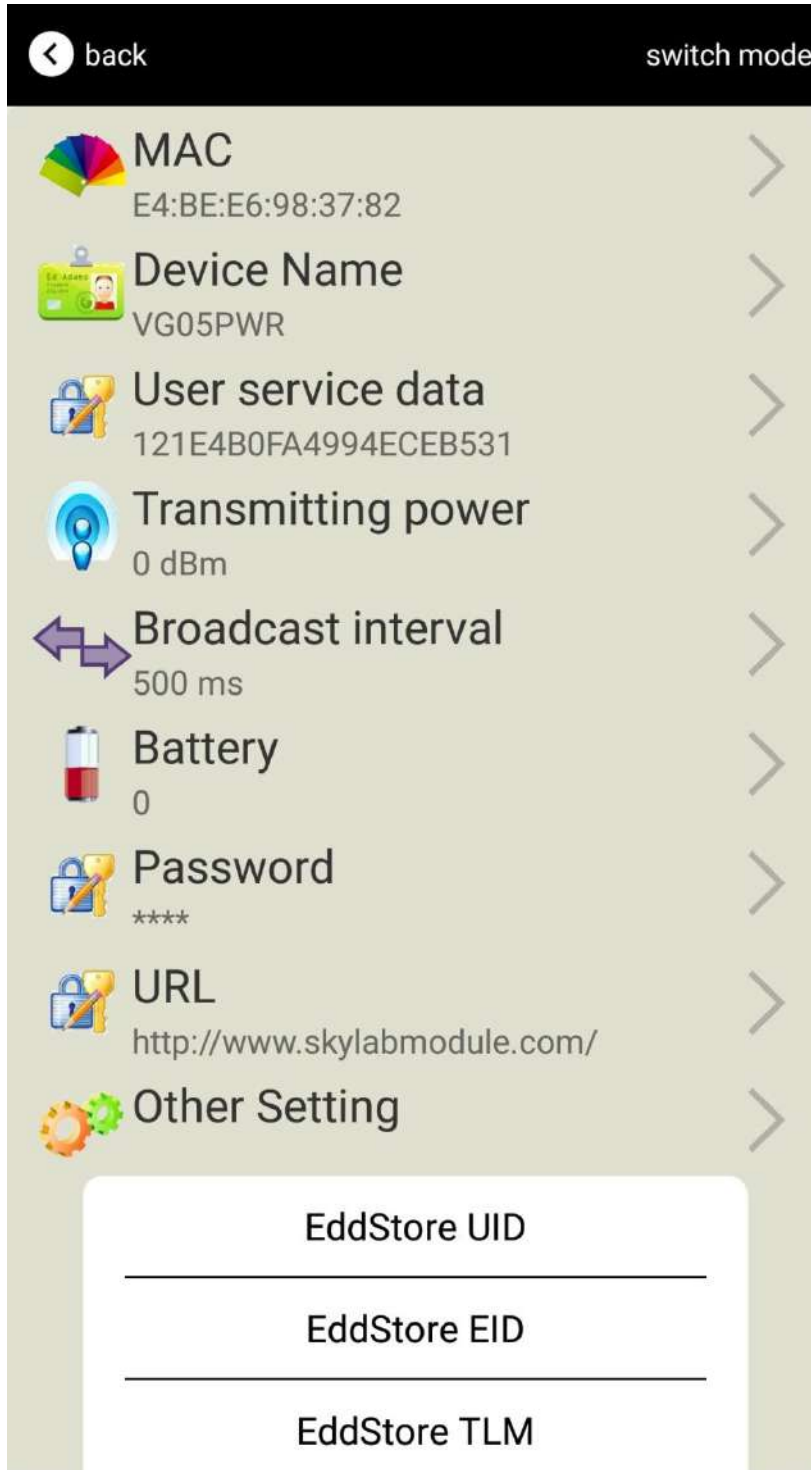 back
switch mode
MAC
E4:BE:E6:98:37:82
Device Name
VG05PWR
User service data
121E4B0FA4994ECEB531
Transmitting power
0 dBm
Broadcast interval
500 ms
Battery
0
Password
****
URL
http://www.skylabmodule.com/
Other Setting
EddStore UID
EddStore EID
EddStore TLM